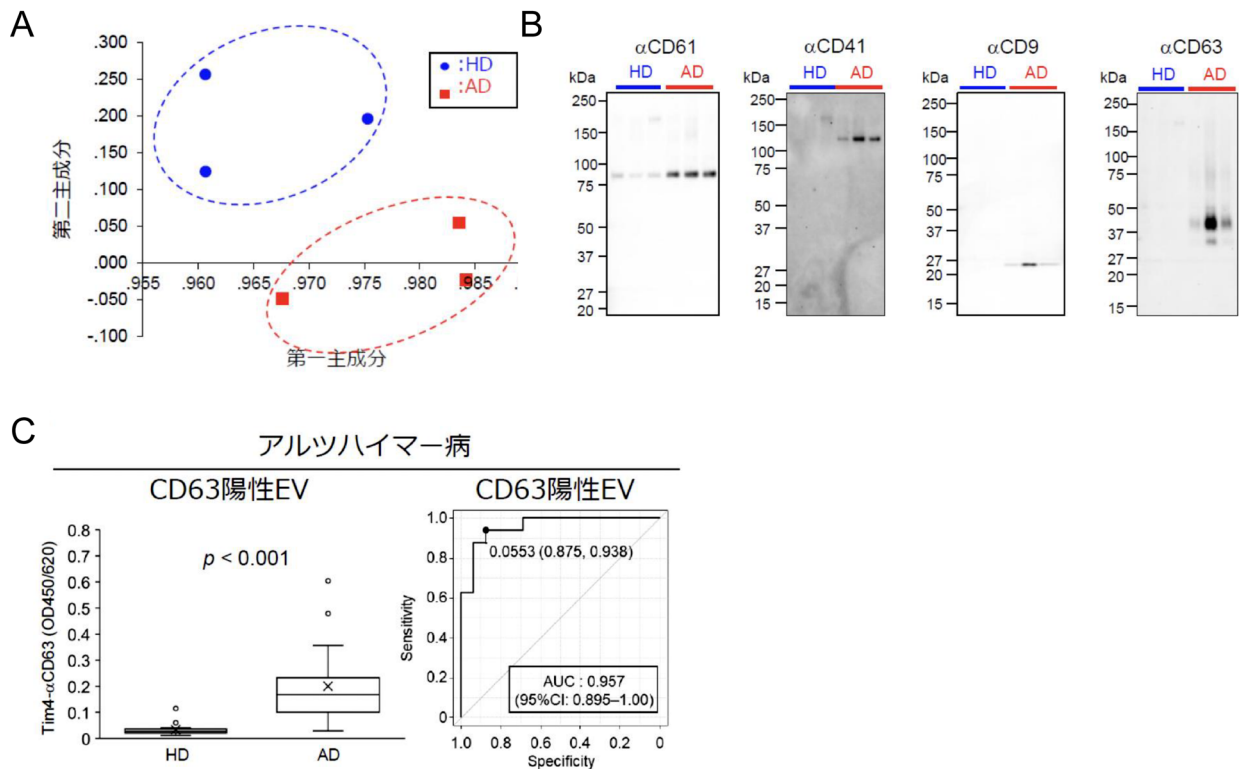 A
.300
.250
.200
.150
.100
.050
.000
-.050
-.100
.955 .960 .965 .970 .975 .980 .985 .
第二主成分
第一主成分
:HD
:AD
B
αCD61
kDa HD AD
250
150
100
75
50
37
27
20
αCD41
kDa HD AD
250
150
100
75
50
37
27
20
15
αCD9
kDa HD AD
250
150
100
75
50
37
27
20
15
αCD63
kDa HD AD
250
150
100
75
50
37
27
20
15
C
アルツハイマー病
CD63陽性EV
Tim4-αCD63 (OD450/620)
0.8
0.7
0.6
0.5
0.4
0.3
0.2
0.1
0
p < 0.001
HD AD
CD63陽性EV
Sensitivity
1.0
0.8
0.6
0.4
0.2
0
0.0553 (0.875, 0.938)
AUC : 0.957
(95%CI: 0.895–1.00)
1.0 0.8 0.6 0.4 0.2 0
Specificity